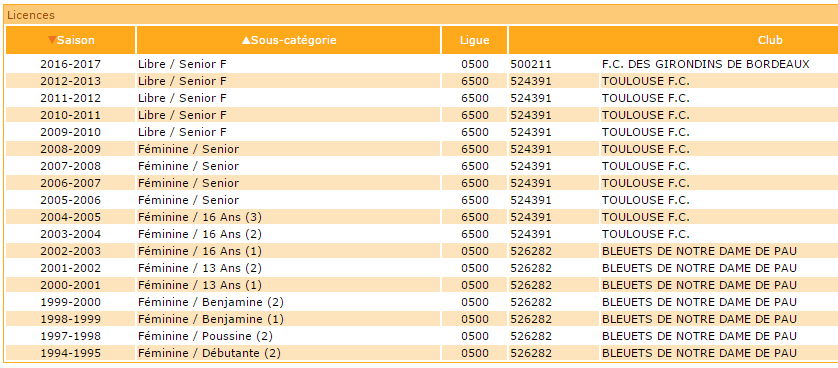 Licences
▼Saison ▲Sous-catégorie Ligue Club
2016-2017 Libre / Senior F 0500 500211 F.C. DES GIRONDINS DE BORDEAUX
2012-2013 Libre / Senior F 6500 524391 TOULOUSE F.C.
2011-2012 Libre / Senior F 6500 524391 TOULOUSE F.C.
2010-2011 Libre / Senior F 6500 524391 TOULOUSE F.C.
2009-2010 Libre / Senior F 6500 524391 TOULOUSE F.C.
2008-2009 Féminine / Senior 6500 524391 TOULOUSE F.C.
2007-2008 Féminine / Senior 6500 524391 TOULOUSE F.C.
2006-2007 Féminine / Senior 6500 524391 TOULOUSE F.C.
2005-2006 Féminine / Senior 6500 524391 TOULOUSE F.C.
2004-2005 Féminine / 16 Ans (3) 6500 524391 TOULOUSE F.C.
2003-2004 Féminine / 16 Ans (2) 6500 524391 TOULOUSE F.C.
2002-2003 Féminine / 16 Ans (1) 0500 526282 BLEUETS DE NOTRE DAME DE PAU
2001-2002 Féminine / 13 Ans (2) 0500 526282 BLEUETS DE NOTRE DAME DE PAU
2000-2001 Féminine / 13 Ans (1) 0500 526282 BLEUETS DE NOTRE DAME DE PAU
1999-2000 Féminine / Benjamine (2) 0500 526282 BLEUETS DE NOTRE DAME DE PAU
1998-1999 Féminine / Benjamine (1) 0500 526282 BLEUETS DE NOTRE DAME DE PAU
1997-1998 Féminine / Poussine (2) 0500 526282 BLEUETS DE NOTRE DAME DE PAU
1994-1995 Féminine / Débutante (2) 0500 526282 BLEUETS DE NOTRE DAME DE PAU